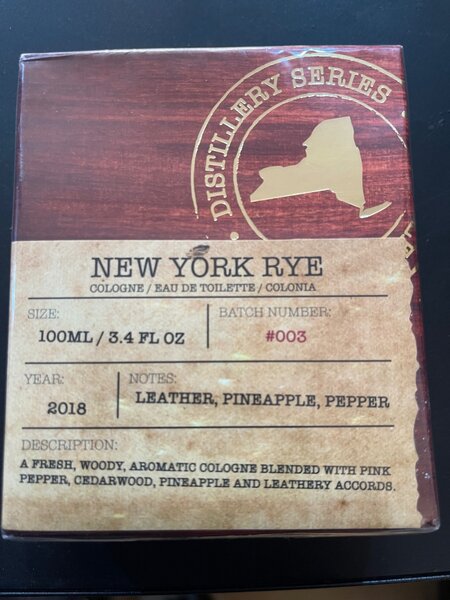 DISTILLERY SERIES
NEW YORK RYE
COLOGNE / EAU DE TOILETTE / COLONIA
SIZE:
100ML / 3.4 FL OZ
BATCH NUMBER:
#003
YEAR:
2018
NOTES:
LEATHER, PINEAPPLE, PEPPER
DESCRIPTION:
A FRESH, WOODY, AROMATIC COLOGNE BLENDED WITH PINK
PEPPER, CEDARWOOD, PINEAPPLE AND LEATHERY ACCORDS.